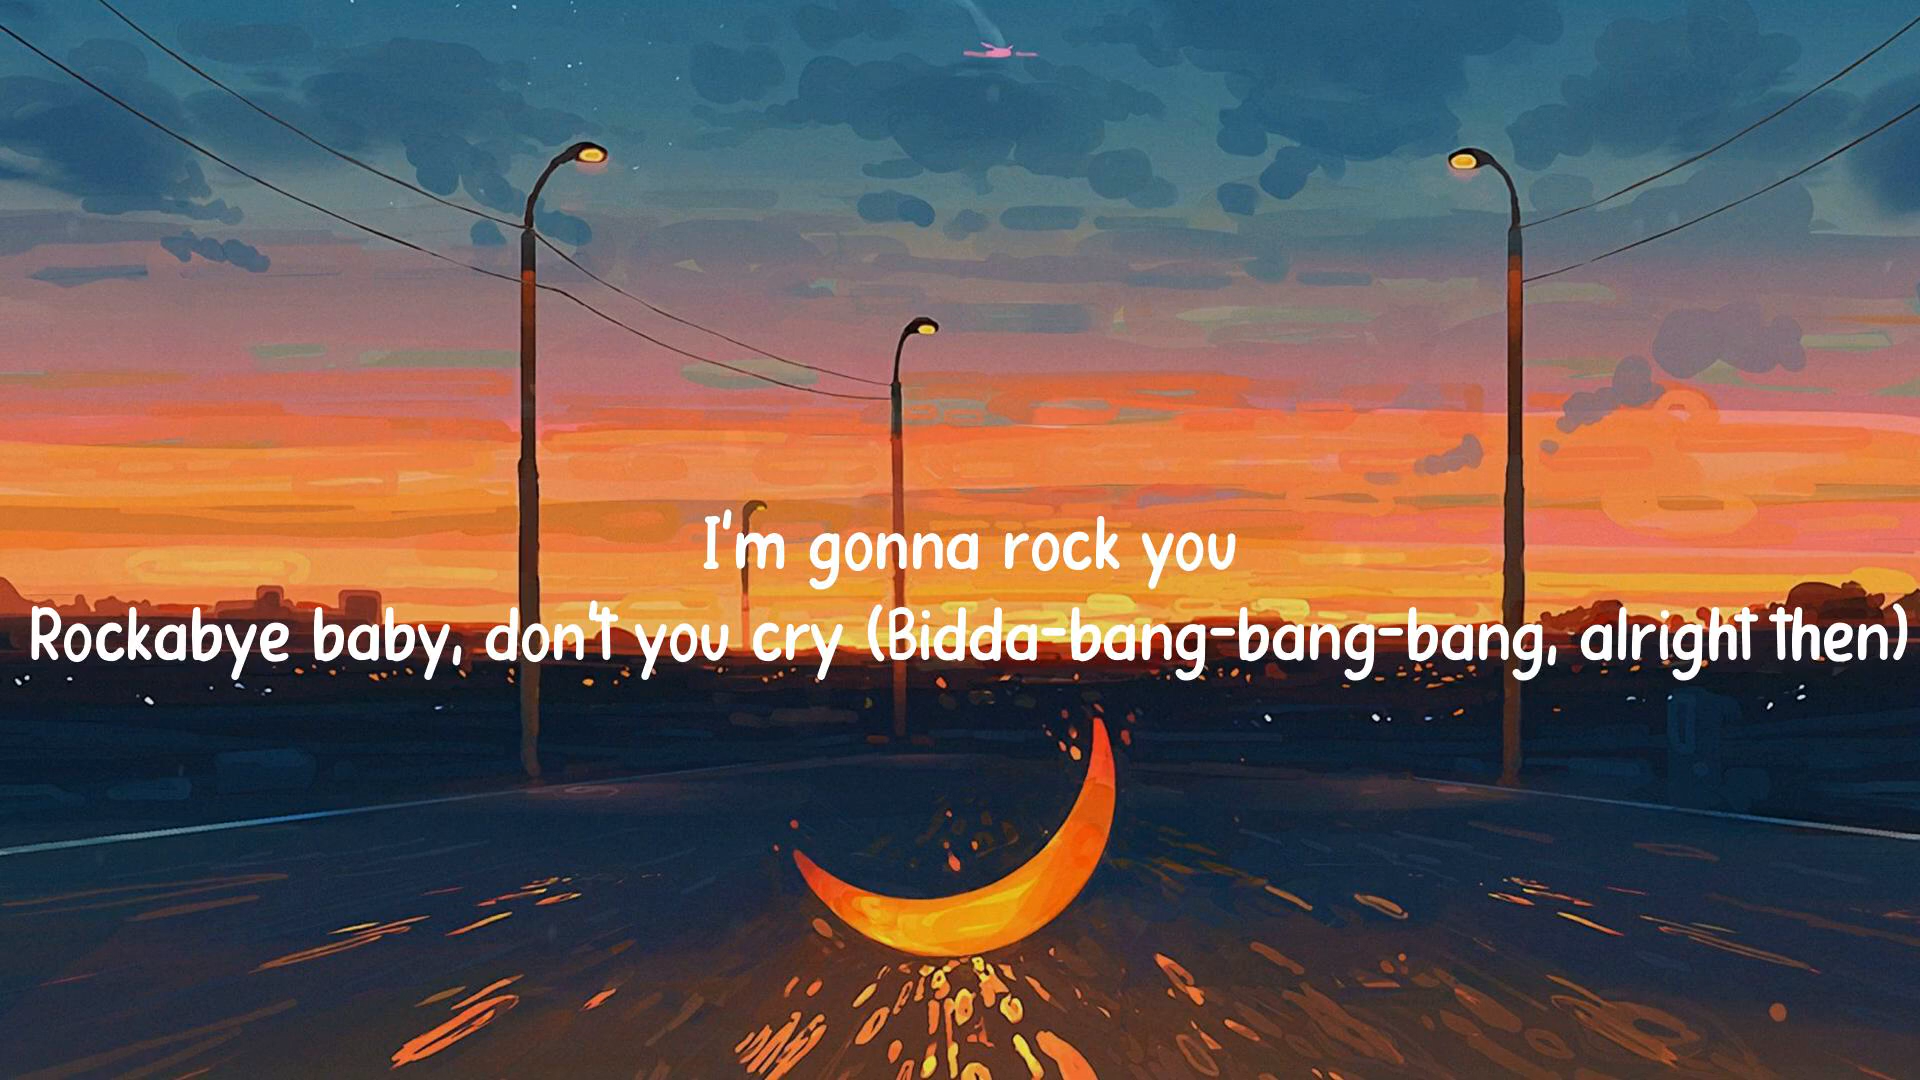 I'm gonna rock you
Rockabye baby, don't you cry (Bidda-bang-bang-bang, alright then)